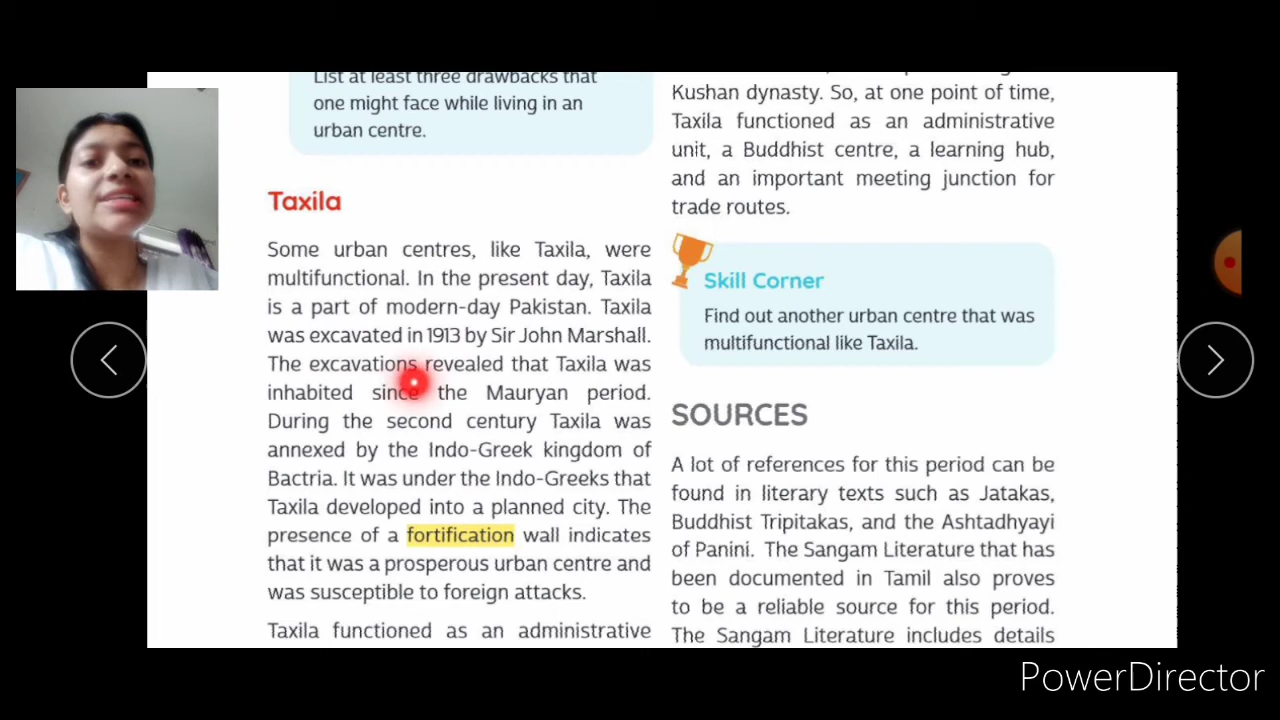 List at least three drawbacks that
one might face while living in an
urban centre.
Taxila
Some urban centres, like Taxila, were
multifunctional. In the present day, Taxila
is a part of modern-day Pakistan. Taxila
was excavated in 1913 by Sir John Marshall.
The excavations revealed that Taxila was
inhabited since the Mauryan period.
During the second century Taxila was
annexed by the Indo-Greek kingdom of
Bactria. It was under the Indo-Greeks that
Taxila developed into a planned city. The
presence of a fortification wall indicates
that it was a prosperous urban centre and
was susceptible to foreign attacks.
Taxila functioned as an administrative
Kushan dynasty. So, at one point of time,
Taxila functioned as an administrative
unit, a Buddhist centre, a learning hub,
and an important meeting junction for
trade routes.
Skill Corner
Find out another urban centre that was
multifunctional like Taxila.
SOURCES
A lot of references for this period can be
found in literary texts such as Jatakas,
Buddhist Tripitakas, and the Ashtadhyayi
of Panini. The Sangam Literature that has
been documented in Tamil also proves
to be a reliable source for this period.
The Sangam Literature includes details
PowerDirector